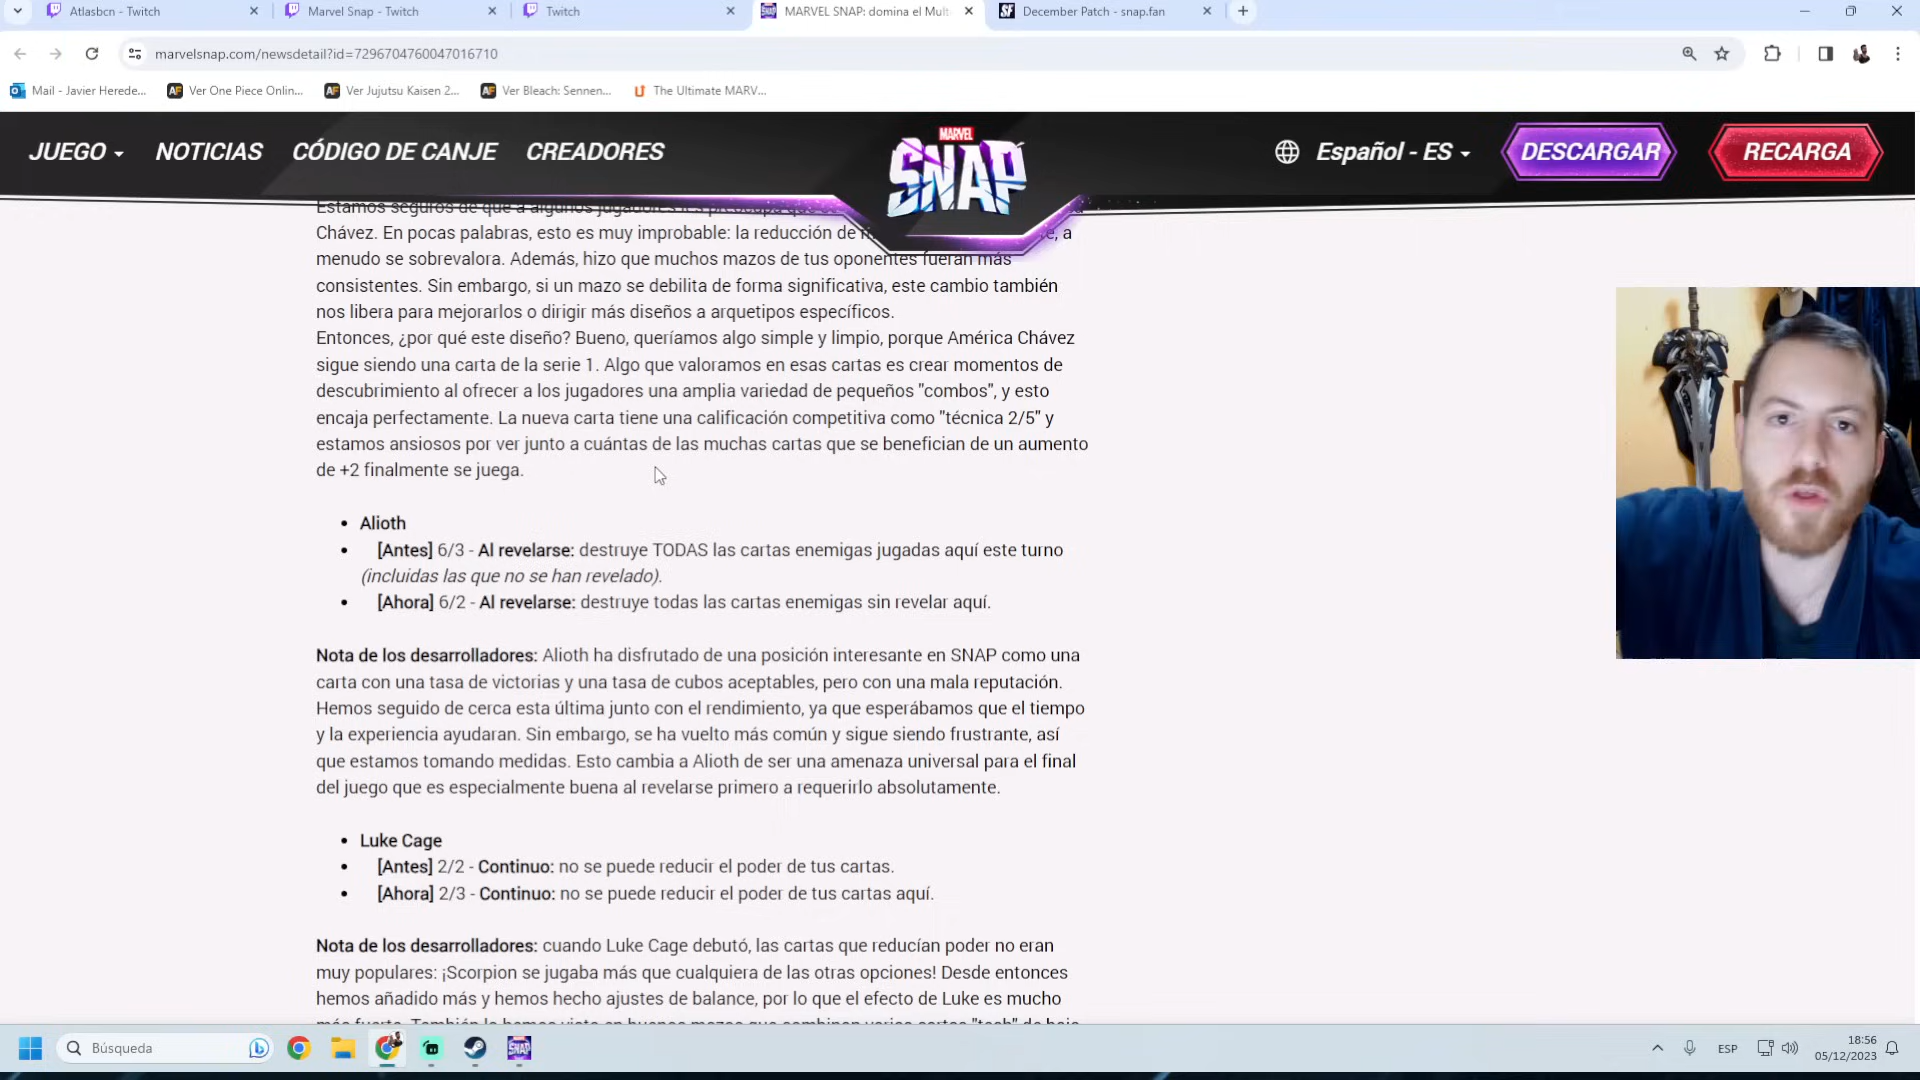 Atlasbcn - Twitch
Marvel Snap - Twitch
Twitch
MARVEL SNAP: domina el Mult
December Patch - snap.fan
marvelsnap.com/newsdetail?id=7296704760047016710
Mail - Javier Herede...
Ver One Piece Onlin...
Ver Jujutsu Kaisen 2...
Ver Bleach: Sennen...
The Ultimate MARV...
JUEGO
NOTICIAS
CÓDIGO DE CANJE
CREADORES
MARVEL
SNAP
Español - ES
DESCARGAR
RECARGA
Estamos seguros de que a algunos jugadores les preocupa que
Chávez. En pocas palabras, esto es muy improbable: la reducción de
, a
menudo se sobrevalora. Además, hizo que muchos mazos de tus oponentes fueran más
consistentes. Sin embargo, si un mazo se debilita de forma significativa, este cambio también
nos libera para mejorarlos o dirigir más diseños a arquetipos específicos.
Entonces, ¿por qué este diseño? Bueno, queríamos algo simple y limpio, porque América Chávez
sigue siendo una carta de la serie 1. Algo que valoramos en esas cartas es crear momentos de
descubrimiento al ofrecer a los jugadores una amplia variedad de pequeños "combos", y esto
encaja perfectamente. La nueva carta tiene una calificación competitiva como "técnica 2/5" y
estamos ansiosos por ver junto a cuántas de las muchas cartas que se benefician de un aumento
de +2 finalmente se juega.
• Alioth
• [Antes] 6/3 - Al revelarse: destruye TODAS las cartas enemigas jugadas aquí este turno
(incluidas las que no se han revelado).
• [Ahora] 6/2 - Al revelarse: destruye todas las cartas enemigas sin revelar aquí.
Nota de los desarrolladores: Alioth ha disfrutado de una posición interesante en SNAP como una
carta con una tasa de victorias y una tasa de cubos aceptables, pero con una mala reputación.
Hemos seguido de cerca esta última junto con el rendimiento, ya que esperábamos que el tiempo
y la experiencia ayudaran. Sin embargo, se ha vuelto más común y sigue siendo frustrante, así
que estamos tomando medidas. Esto cambia a Alioth de ser una amenaza universal para el final
del juego que es especialmente buena al revelarse primero a requerirlo absolutamente.
• Luke Cage
• [Antes] 2/2 - Continuo: no se puede reducir el poder de tus cartas.
• [Ahora] 2/3 - Continuo: no se puede reducir el poder de tus cartas aquí.
Nota de los desarrolladores: cuando Luke Cage debutó, las cartas que reducían poder no eran
muy populares: ¡Scorpion se jugaba más que cualquiera de las otras opciones! Desde entonces
hemos añadido más y hemos hecho ajustes de balance, por lo que el efecto de Luke es mucho
Búsqueda
ESP
18:56
05/12/2023